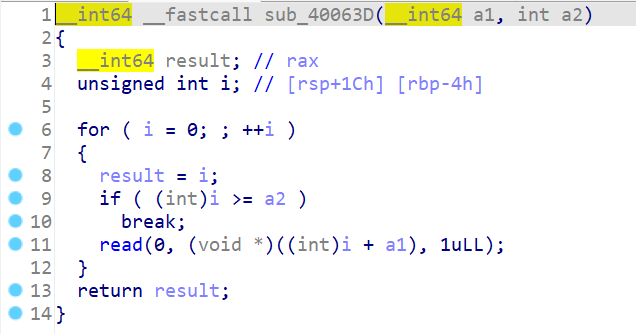 1 __int64 __fastcall sub_40063D(__int64 a1, int a2)
2 {
3   __int64 result; // rax
4   unsigned int i; // [rsp+1Ch] [rbp-4h]
5
6   for ( i = 0; ; ++i )
7   {
8     result = i;
9     if ( (int)i >= a2 )
10       break;
11     read(0, (void *)((int)i + a1), 1uLL);
12   }
13   return result;
14 }